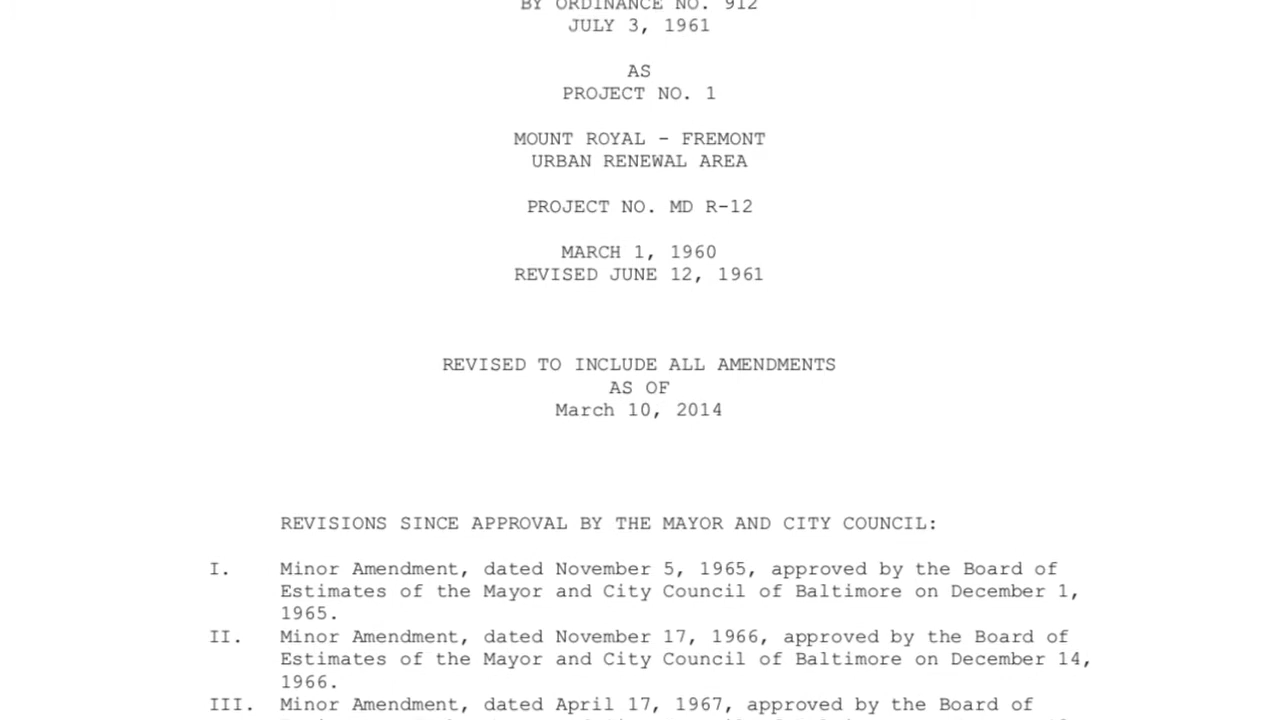 BY ORDINANCE NO. 912
JULY 3, 1961
AS
PROJECT NO. 1
MOUNT ROYAL - FREMONT
URBAN RENEWAL AREA
PROJECT NO. MD R-12
MARCH 1, 1960
REVISED JUNE 12, 1961
REVISED TO INCLUDE ALL AMENDMENTS
AS OF
March 10, 2014
REVISIONS SINCE APPROVAL BY THE MAYOR AND CITY COUNCIL:
I. Minor Amendment, dated November 5, 1965, approved by the Board of
Estimates of the Mayor and City Council of Baltimore on December 1,
1965.
II. Minor Amendment, dated November 17, 1966, approved by the Board of
Estimates of the Mayor and City Council of Baltimore on December 14,
1966.
III. Minor Amendment, dated April 17, 1967, approved by the Board of